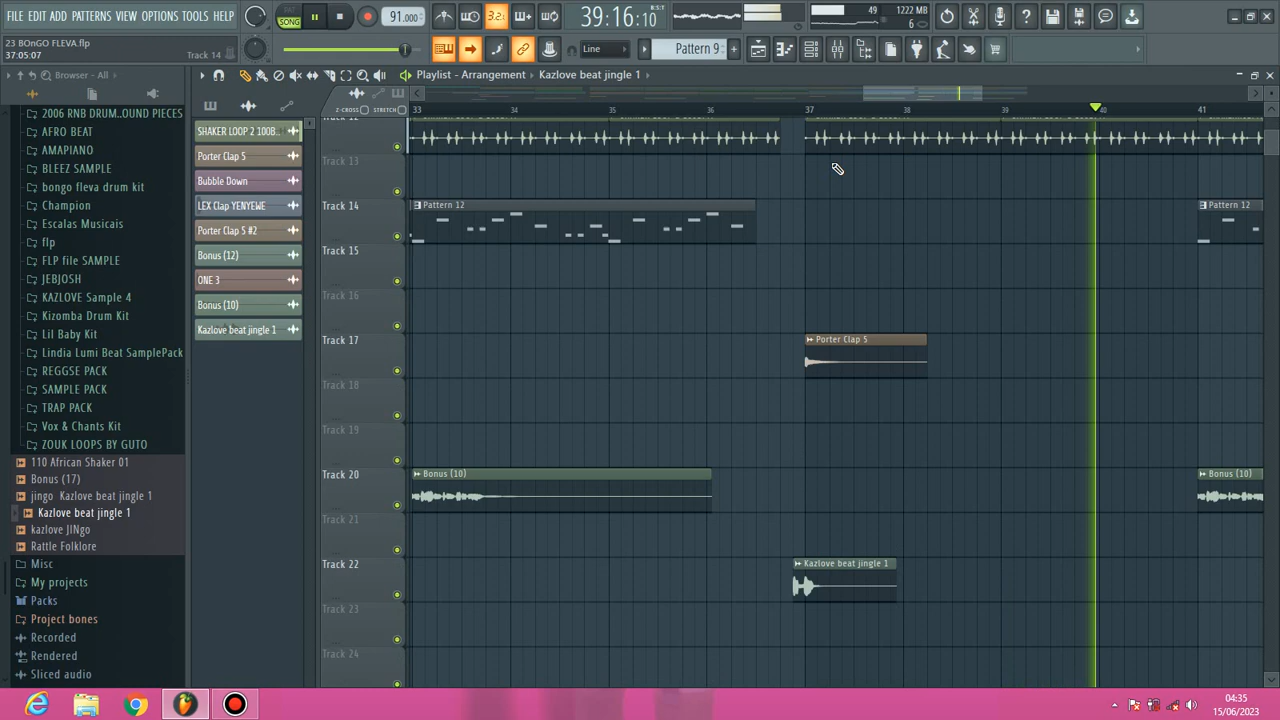 FILE EDIT ADD PATTERNS VIEW OPTIONS TOOLS HELP
PAT
SONG
91.000
3.2
39:16:10
B:S:T
49
1222 MB
6
23 BOnGO FLEVA.flp
37:05:07
Track 14
Line
Pattern 9
Browser - All
Playlist - Arrangement
Kazlove beat jingle 1
2006 RNB DRUM..OUND PIECES
AFRO BEAT
AMAPIANO
BLEEZ SAMPLE
bongo fleva drum kit
Champion
Escalas Musicais
flp
FLP file SAMPLE
JEBJOSH
KAZLOVE Sample 4
Kizomba Drum Kit
Lil Baby Kit
Lindia Lumi Beat SamplePack
REGGSE PACK
SAMPLE PACK
TRAP PACK
Vox & Chants Kit
ZOUK LOOPS BY GUTO
110 African Shaker 01
Bonus (17)
jingo Kazlove beat jingle 1
Kazlove beat jingle 1
kazlove JINgo
Rattle Folklore
Misc
My projects
Packs
Project bones
Recorded
Rendered
Sliced audio
SHAKER LOOP 2 100B...
Porter Clap 5
Bubble Down
LEX Clap YENYEWE
Porter Clap 5 #2
Bonus (12)
ONE 3
Bonus (10)
Kazlove beat jingle 1
Z-CROSS
STRETCH
33
34
35
36
37
38
39
40
41
Track 12
Track 13
Track 14
Pattern 12
Pattern 12
Track 15
Track 16
Track 17
Porter Clap 5
Track 18
Track 19
Track 20
Bonus (10)
Bonus (10)
Track 21
Track 22
Kazlove beat jingle 1
Track 23
Track 24
04:35
15/06/2023